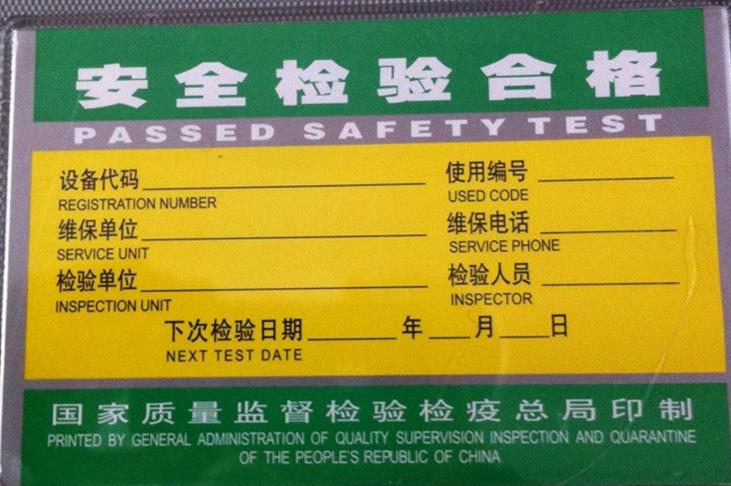 安全检验合格
PASSED SAFETY TEST
设备代码 使用编号
REGISTRATION NUMBER USED CODE
维保单位 维保电话
SERVICE UNIT SERVICE PHONE
检验单位 检验人员
INSPECTION UNIT INSPECTOR
下次检验日期 年 月 日
NEXT TEST DATE
国家质量监督检验检疫总局印制
PRINTED BY GENERAL ADMINISTRATION OF QUALITY SUPERVISION INSPECTION AND QUARANTINE
OF THE PEOPLE'S REPUBLIC OF CHINA